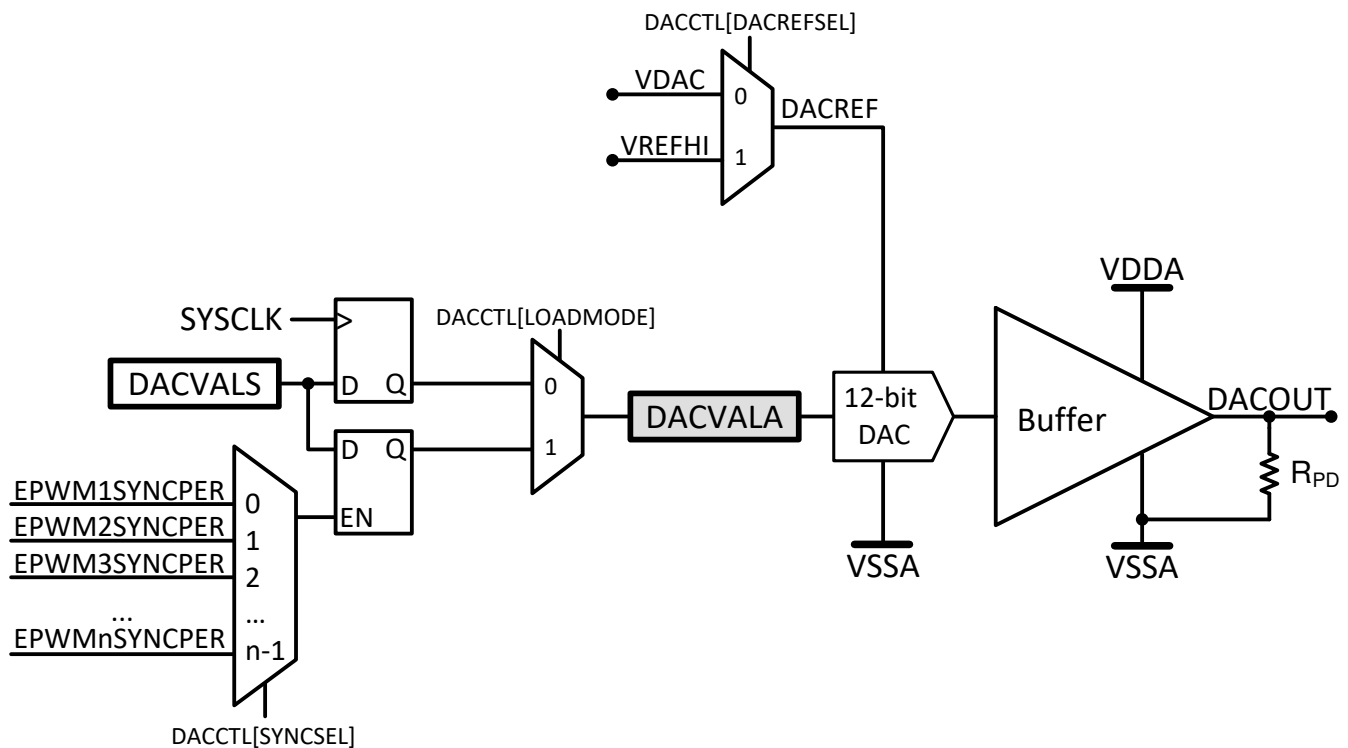 DACCTL[DACREFSEL]
VDAC
0
DACREF
VREFHI
1
VDDA
SYSCLK
DACCTL[LOADMODE]
DACVALS
D
Q
0
DACVALA
12-bit
DAC
Buffer
DACOUT
D
Q
1
RPD
EPWM1SYNCPER
0
EN
EPWM2SYNCPER
1
EPWM3SYNCPER
2
VSSA
VSSA
...
...
EPWMnSYNCPER
n-1
DACCTL[SYNCSEL]